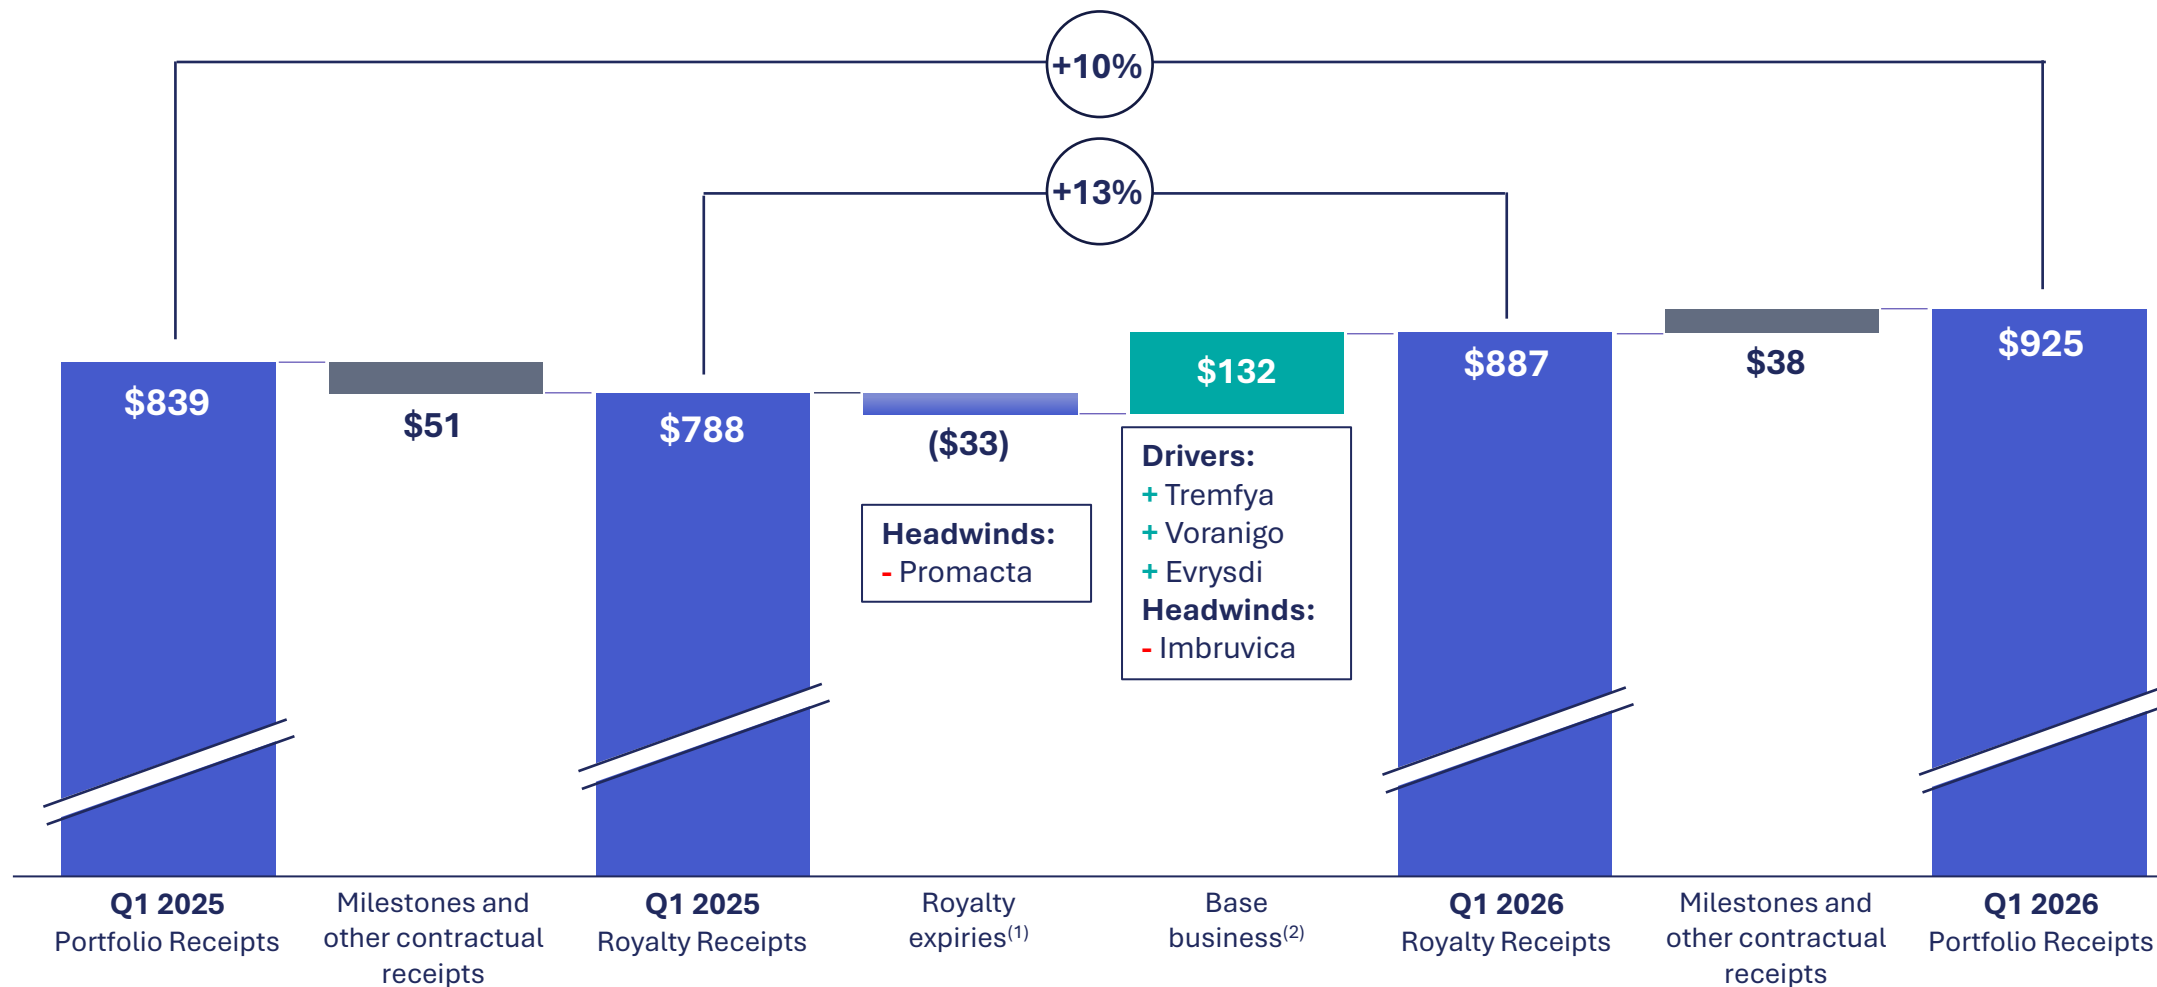 +10%
+13%
$839
$51
$788
($33)
$132
$887
$38
$925
Headwinds:
- Promacta
Drivers:
+ Tremfya
+ Voranigo
+ Evrysdi
Headwinds:
- Imbruvica
Q1 2025
Portfolio Receipts
Milestones and
other contractual
receipts
Q1 2025
Royalty Receipts
Royalty
expiries(1)
Base
business(2)
Q1 2026
Royalty Receipts
Milestones and
other contractual
receipts
Q1 2026
Portfolio Receipts